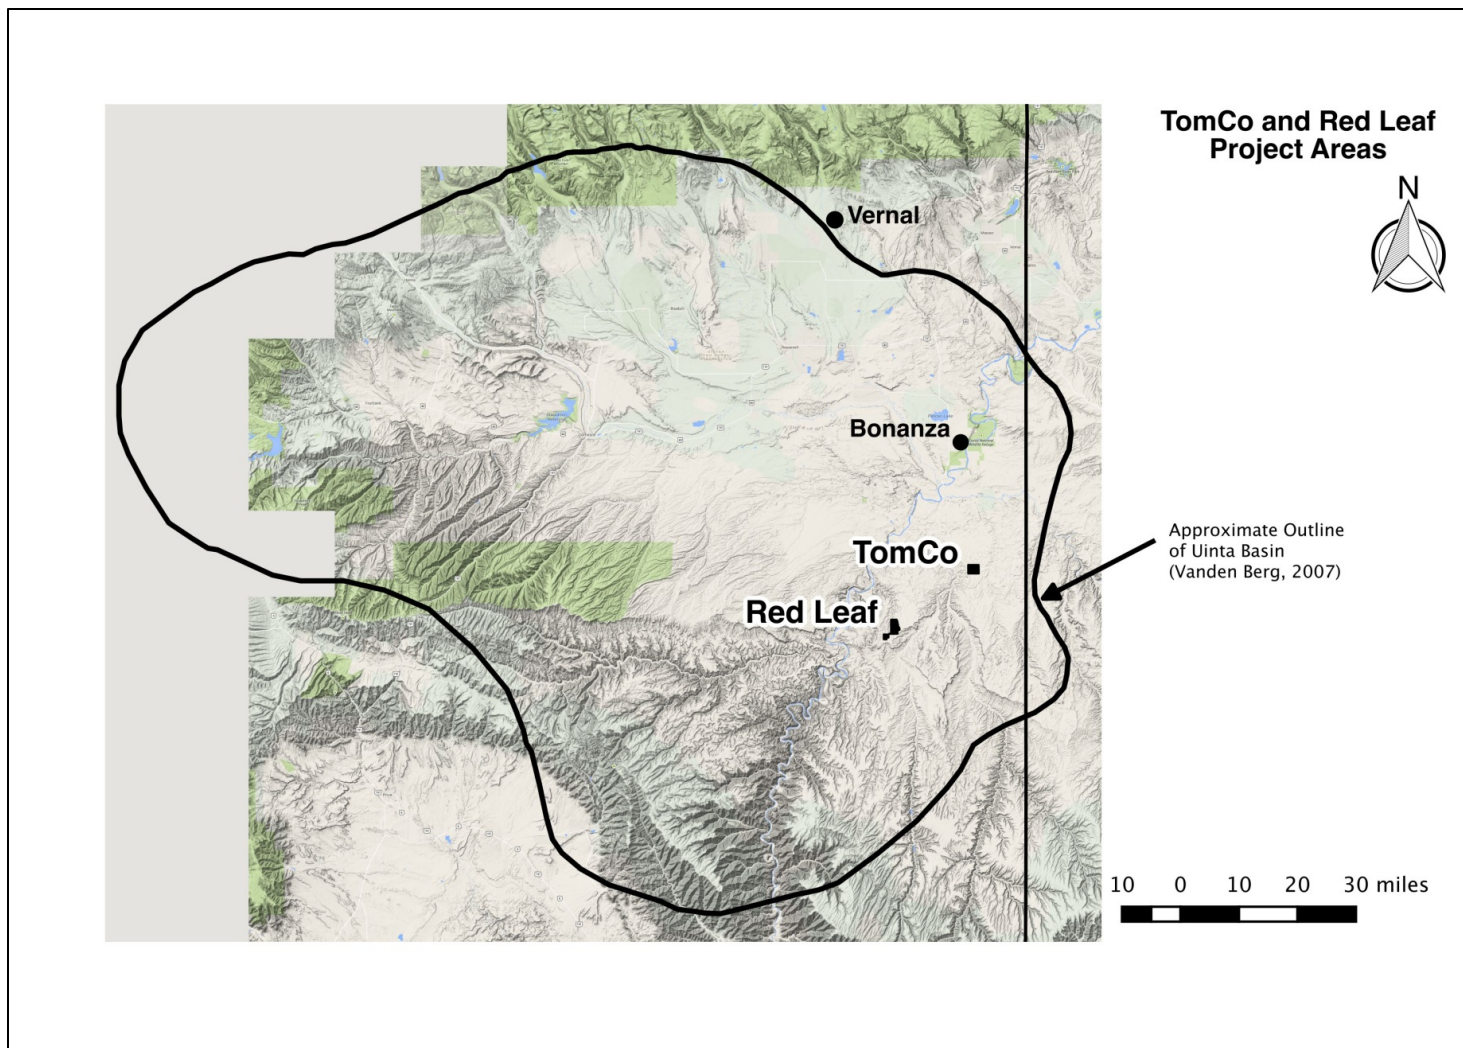 TomCo and Red Leaf
Project Areas
N
Vernal
Bonanza
TomCo
Red Leaf
Approximate Outline
of Uinta Basin
(Vanden Berg, 2007)
10 0 10 20 30 miles